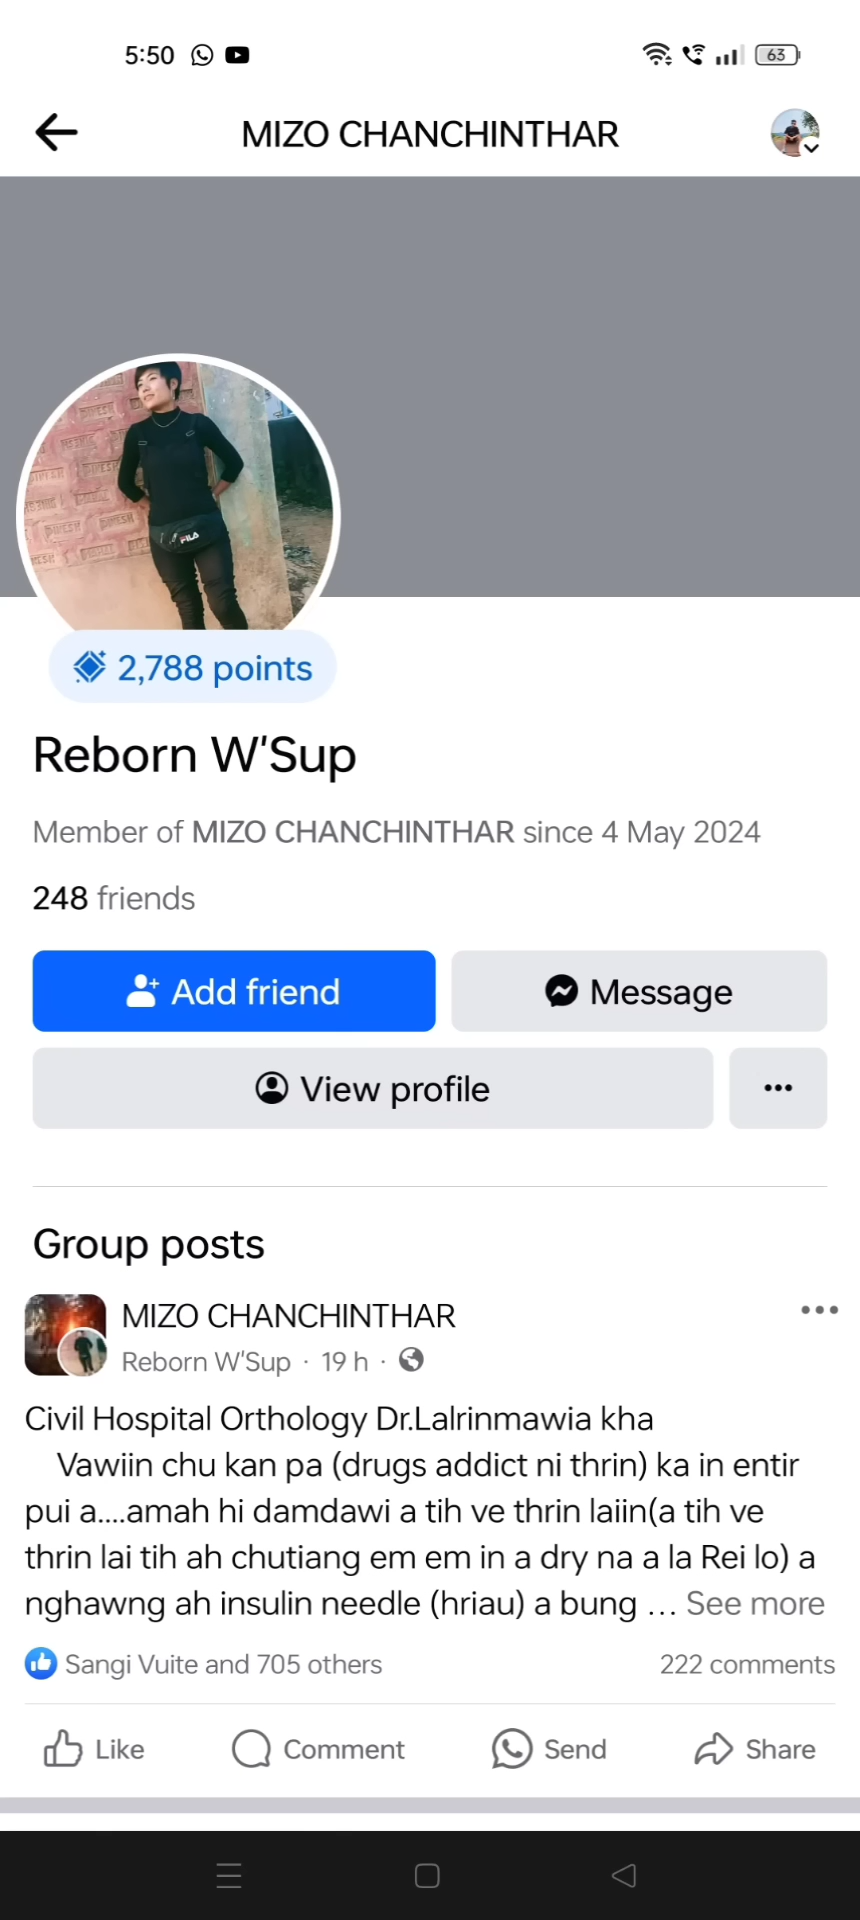 5:50
63
MIZO CHANCHINTHAR
FILA
2,788 points
Reborn W'Sup
Member of MIZO CHANCHINTHAR since 4 May 2024
248 friends
Add friend
Message
View profile
Group posts
MIZO CHANCHINTHAR
Reborn W'Sup · 19 h ·
Civil Hospital Orthology Dr.Lalrinmawia kha
Vawiin chu kan pa (drugs addict ni thrin) ka in entir
pui a....amah hi damdawi a tih ve thrin laiin(a tih ve
thrin lai tih ah chutiang em em in a dry na a la Rei lo) a
nghawng ah insulin needle (hriau) a bung ... See more
Sangi Vuite and 705 others
222 comments
Like
Comment
Send
Share